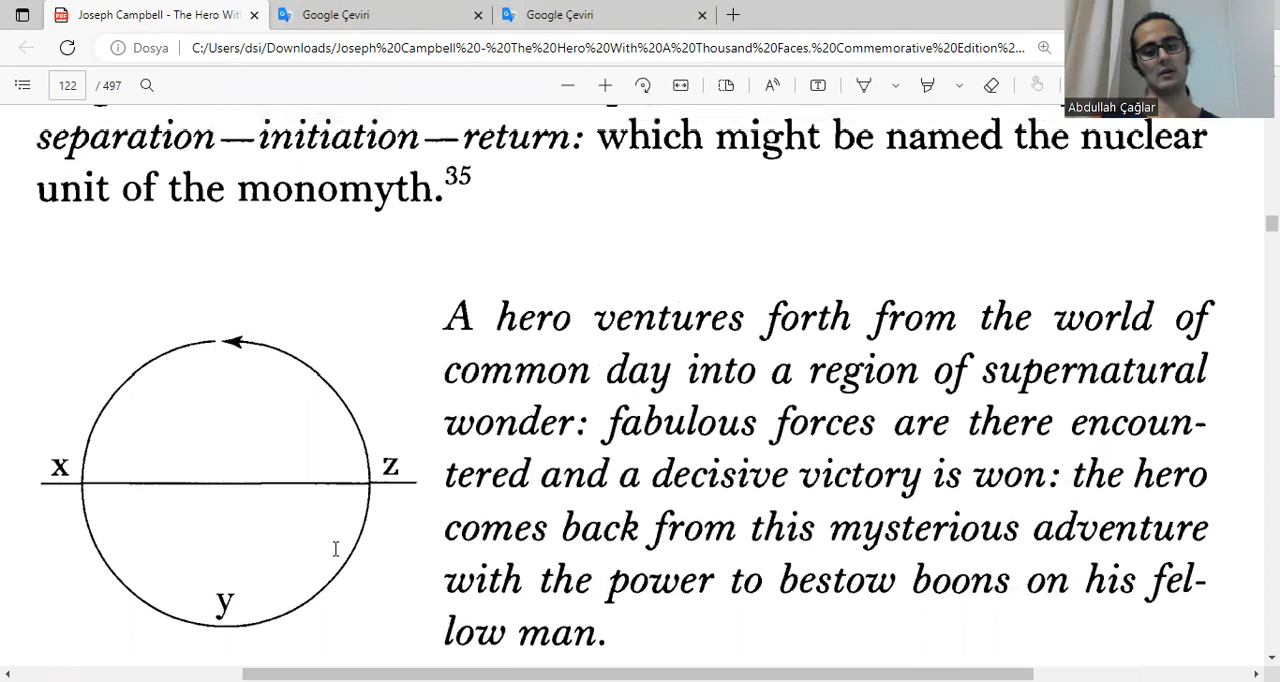 Joseph Campbell - The Hero Wit
Google Çeviri
Google Çeviri
Dosya
C:/Users/dsi/Downloads/Joseph%20Campbell%20-%20The%20Hero%20With%20A%20Thousand%20Faces,%20Commemorative%20Edition%2...
122 / 497
Abdullah Çağlar
separation—initiation—return: which might be named the nuclear
unit of the monomyth.35
A hero ventures forth from the world of
common day into a region of supernatural
wonder: fabulous forces are there encoun-
tered and a decisive victory is won: the hero
comes back from this mysterious adventure
with the power to bestow boons on his fel-
low man.
x
z
y